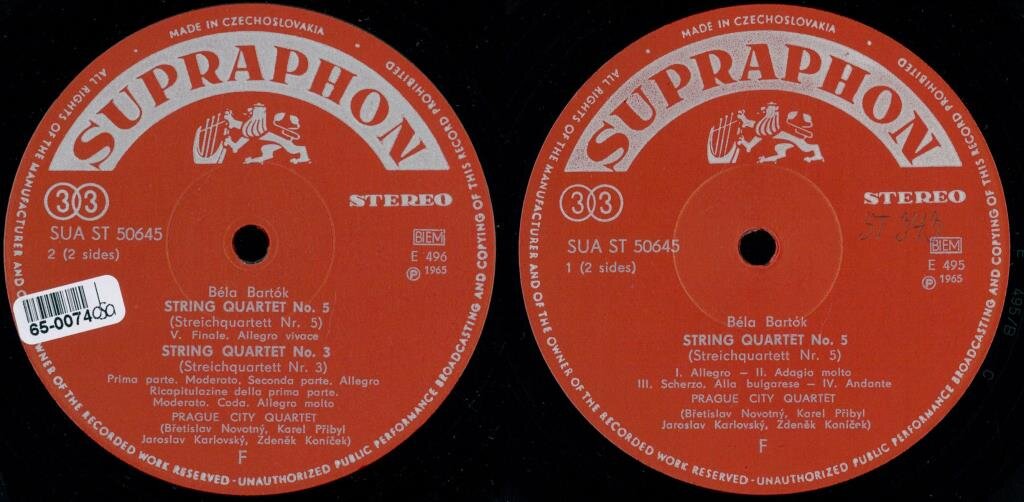 MADE IN CZECHOSLOVAKIA
ALL RIGHTS OF THE MANUFACTURER AND OF THE OWNER OF THE RECORDED WORK RESERVED - UNAUTHORIZED PUBLIC PERFORMANCE BROADCASTING AND COPYING OF THIS RECORD PROHIBITED
SUPRAPHON
33
STEREO
SUA ST 50645
BIEM
2 (2 sides)
E 496
℗ 1965
65-0074
Béla Bartók
STRING QUARTET No. 5
(Streichquartett Nr. 5)
V. Finale. Allegro vivace
STRING QUARTET No. 3
(Streichquartett Nr. 3)
Prima parte. Moderato, Seconda parte. Allegro
Ricapitulazine della prima parte.
Moderato. Coda. Allegro molto
PRAGUE CITY QUARTET
(Břetislav Novotný, Karel Přibyl
Jaroslav Karlovský, Zdeněk Koníček)
F
MADE IN CZECHOSLOVAKIA
ALL RIGHTS OF THE MANUFACTURER AND OF THE OWNER OF THE RECORDED WORK RESERVED - UNAUTHORIZED PUBLIC PERFORMANCE BROADCASTING AND COPYING OF THIS RECORD PROHIBITED
SUPRAPHON
33
STEREO
SUA ST 50645
BIEM
1 (2 sides)
E 495
℗ 1965
Béla Bartók
STRING QUARTET No. 5
(Streichquartett Nr. 5)
I. Allegro — II. Adagio molto
III. Scherzo. Alla bulgarese — IV. Andante
PRAGUE CITY QUARTET
(Břetislav Novotný, Karel Přibyl
Jaroslav Karlovský, Zdeněk Koníček)
F